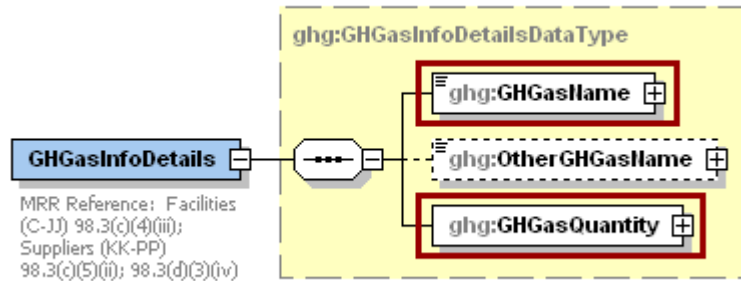 ghg:GHGasInfoDetailsDataType
ghg:GHGasName
GHGasInfoDetails
ghg:OtherGHGasName
MRR Reference: Facilities
(C-JJ) 98.3(c)(4)(iii);
Suppliers (KK-PP)
98.3(c)(5)(ii); 98.3(d)(3)(iv)
ghg:GHGasQuantity